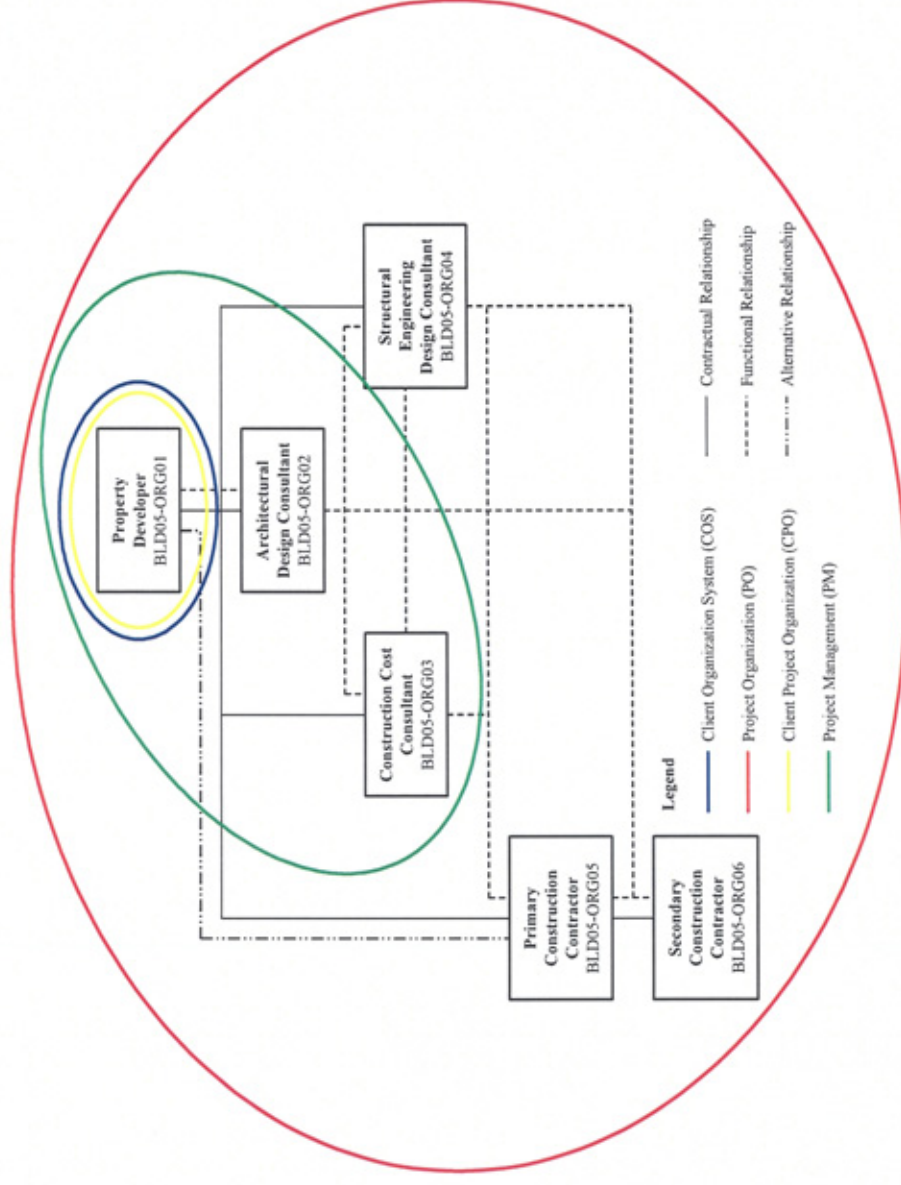 Property
Developer
BLD05-ORG01
Architectural
Design Consultant
BLD05-ORG02
Construction Cost
Consultant
BLD05-ORG03
Structural
Engineering
Design Consultant
BLD05-ORG04
Primary
Construction
Contractor
BLD05-ORG05
Secondary
Construction
Contractor
BLD05-ORG06
Legend
Client Organization System (COS)
Project Organization (PO)
Client Project Organization (CPO)
Project Management (PM)
Contractual Relationship
Functional Relationship
Alternative Relationship